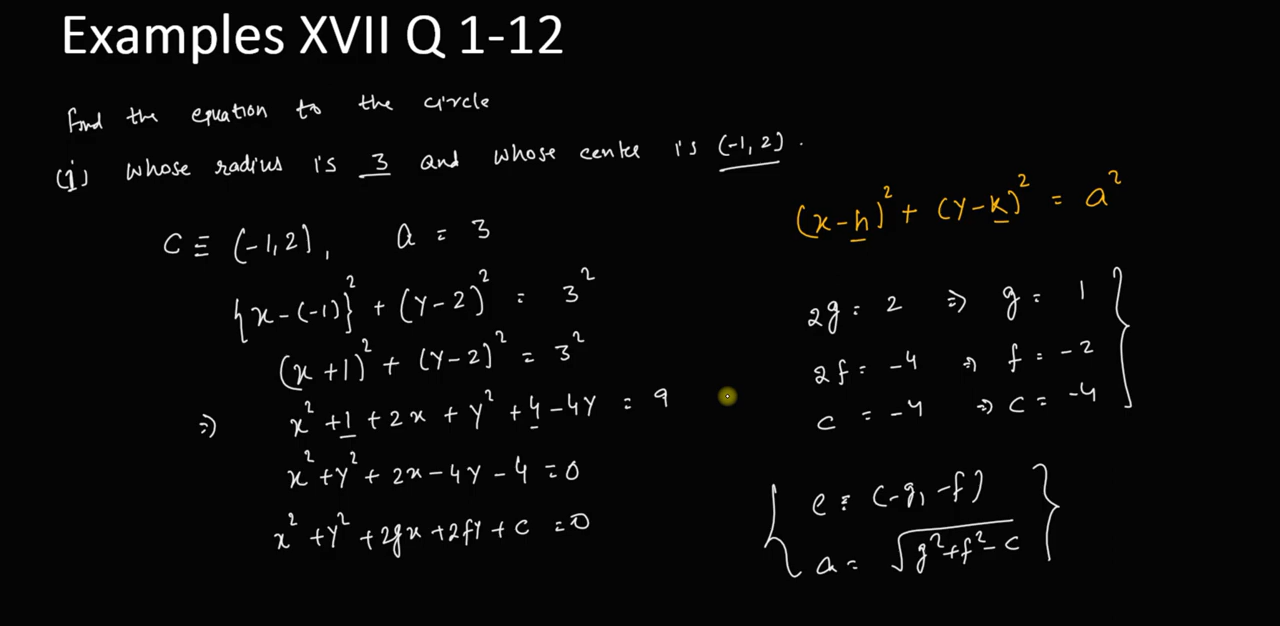 Examples XVII Q 1-12
Find the equation to the circle
(1) whose radius is 3 and whose center is (-1, 2).
C ≡ (-1, 2), a = 3
{x-(-1)}² + (y-2)² = 3²
(x+1)² + (y-2)² = 3²
⇒ x² + 1 + 2x + y² + 4 - 4y = 9
x² + y² + 2x - 4y - 4 = 0
x² + y² + 2gx + 2fy + c = 0
(x-h)² + (y-k)² = a²
2g = 2 ⇒ g = 1
2f = -4 ⇒ f = -2
c = -4 ⇒ c = -4
c ≡ (-g, -f)
a = √g²+f²-c